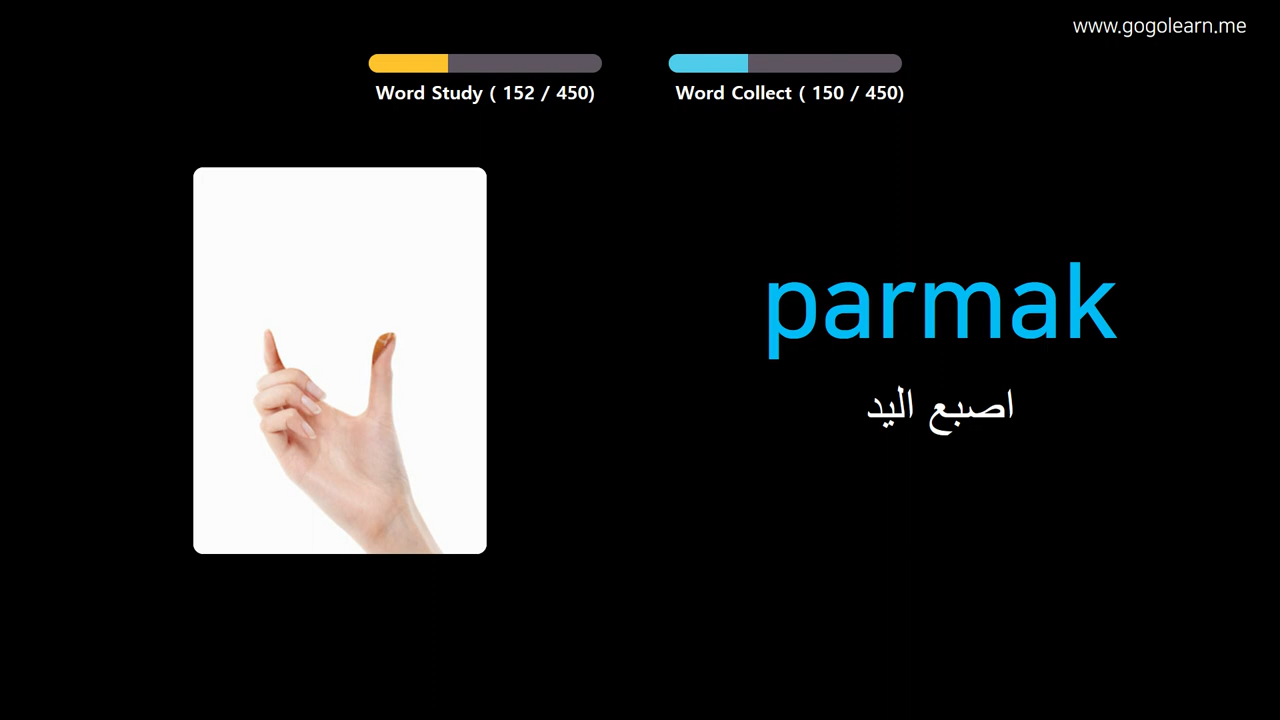 www.gogolearn.me
Word Study ( 152 / 450)
Word Collect ( 150 / 450)
parmak
اصبع اليد